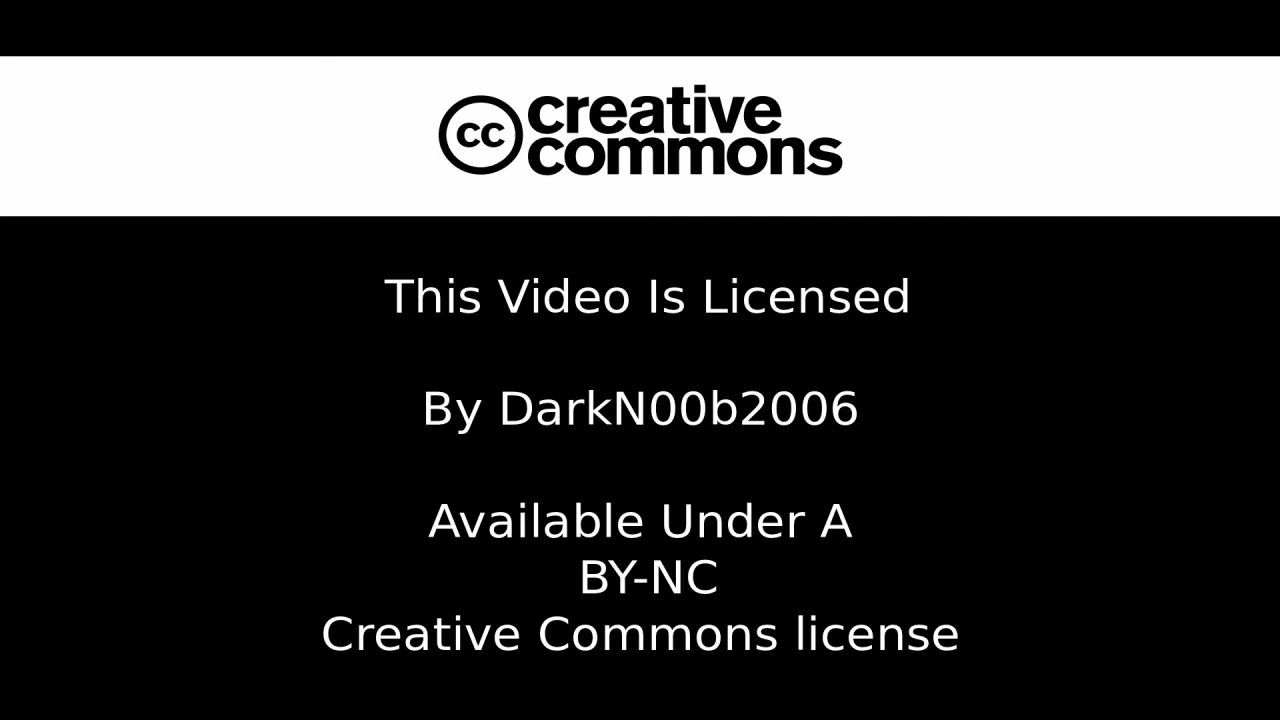 cc creative
commons
This Video Is Licensed
By DarkN00b2006
Available Under A
BY-NC
Creative Commons license